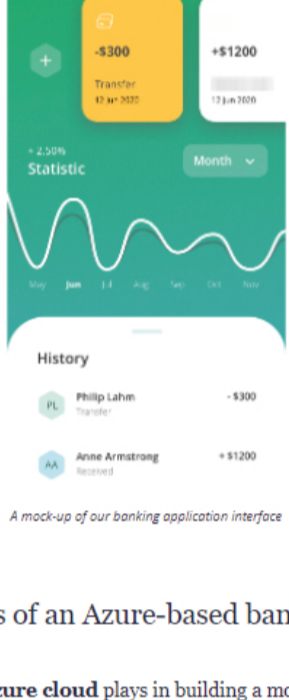 -$300
+$1200
Transfer
12 Jun 2020
12 Jun 2020
+ 2.50%
Statistic
Month
May Jun Jul Aug Sep Oct Nov
History
PL
Philip Lahm
- $300
Transfer
AA
Anne Armstrong
+ $1200
Received
A mock-up of our banking application interface
s of an Azure-based ban
zure cloud plays in building a mo